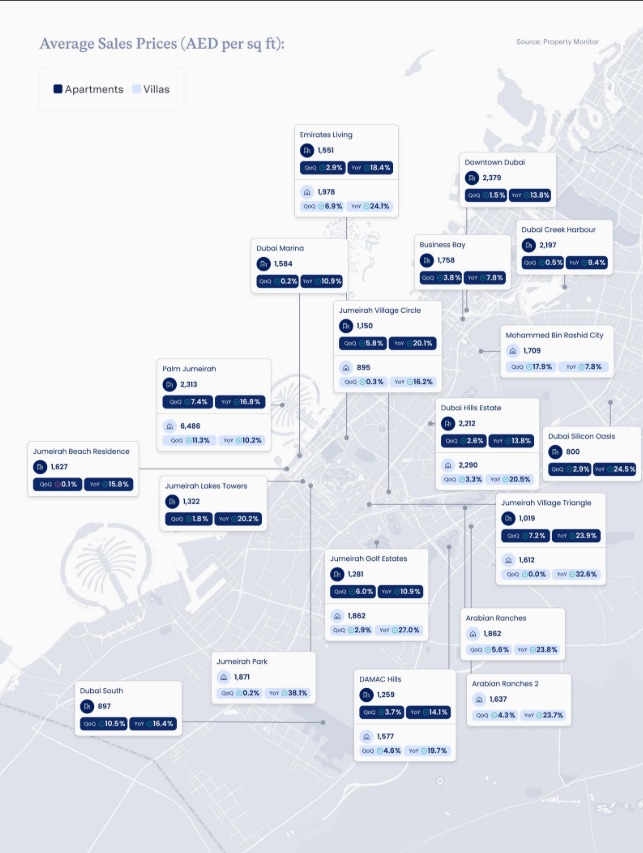 Average Sales Prices (AED per sq ft):
Source: Property Monitor
Apartments
Villas
Emirates Living
1,551
QoQ 2.9% YoY 18.4%
1,978
QoQ 6.9% YoY 24.1%
Downtown Dubai
2,379
QoQ 1.5% YoY 13.8%
Dubai Creek Harbour
2,197
QoQ 0.5% YoY 9.4%
Dubai Marina
1,584
QoQ 0.2% YoY 10.9%
Business Bay
1,758
QoQ 3.8% YoY 7.8%
Jumeirah Village Circle
1,150
QoQ 5.8% YoY 20.1%
895
QoQ 0.3% YoY 16.2%
Mohammed Bin Rashid City
1,709
QoQ 17.9% YoY 7.8%
Palm Jumeirah
2,313
QoQ 7.4% YoY 16.8%
6,486
QoQ 11.3% YoY 10.2%
Dubai Hills Estate
2,212
QoQ 2.6% YoY 13.8%
2,290
QoQ 3.3% YoY 20.5%
Dubai Silicon Oasis
800
QoQ 2.9% YoY 24.5%
Jumeirah Beach Residence
1,627
QoQ 0.1% YoY 15.8%
Jumeirah Lakes Towers
1,322
QoQ 1.8% YoY 20.2%
Jumeirah Village Triangle
1,019
QoQ 7.2% YoY 23.9%
1,612
QoQ 0.0% YoY 32.6%
Jumeirah Golf Estates
1,281
QoQ 6.0% YoY 10.9%
1,862
QoQ 2.9% YoY 27.0%
Arabian Ranches
1,862
QoQ 5.6% YoY 23.8%
Jumeirah Park
1,871
QoQ 0.2% YoY 38.1%
DAMAC Hills
1,259
QoQ 3.7% YoY 14.1%
1,577
QoQ 4.6% YoY 19.7%
Arabian Ranches 2
1,637
QoQ 4.3% YoY 23.7%
Dubai South
897
QoQ 10.5% YoY 16.4%